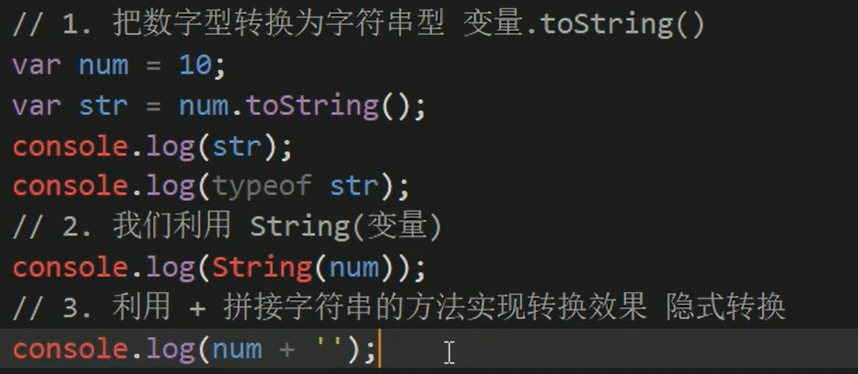 // 1. 把数字型转换为字符串型 变量.toString()
var num = 10;
var str = num.toString();
console.log(str);
console.log(typeof str);
// 2. 我们利用 String(变量)
console.log(String(num));
// 3. 利用 + 拼接字符串的方法实现转换效果 隐式转换
console.log(num + '');